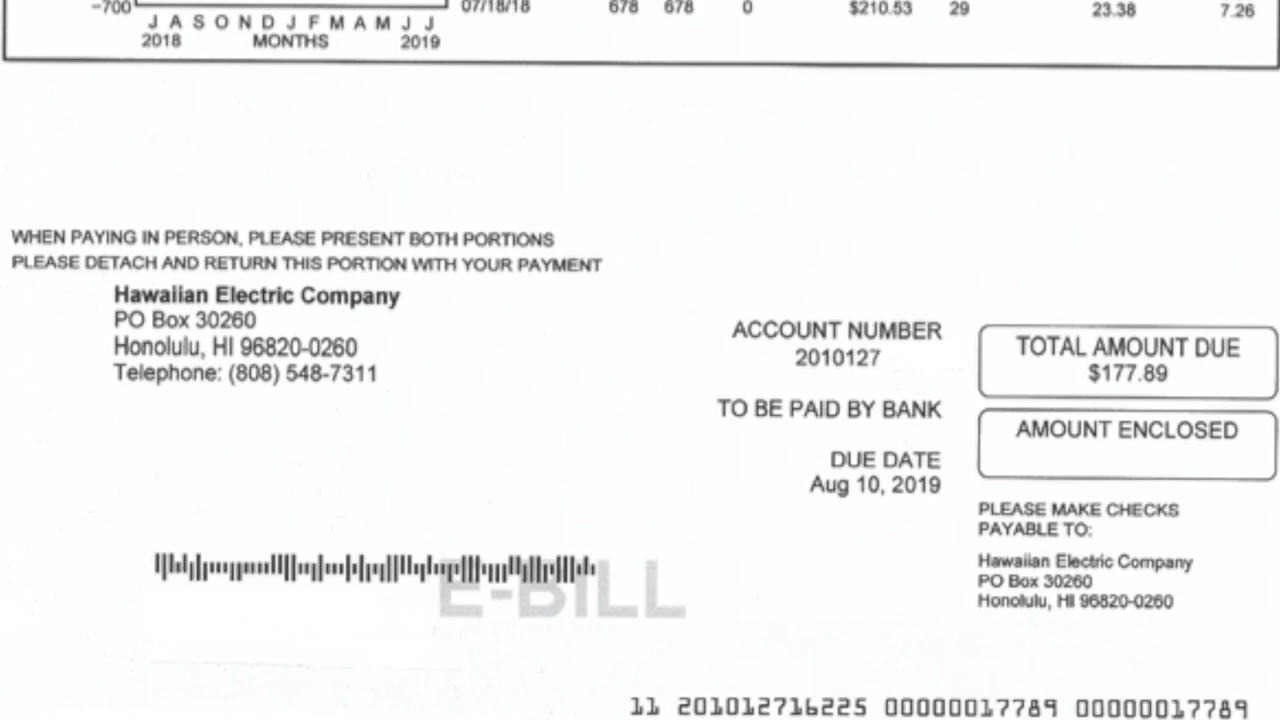 -700
07/18/18 678 678 0 $210.53 29 23.38 7.26
J A S O N D J F M A M J J
2018 MONTHS 2019
WHEN PAYING IN PERSON, PLEASE PRESENT BOTH PORTIONS
PLEASE DETACH AND RETURN THIS PORTION WITH YOUR PAYMENT
Hawaiian Electric Company
PO Box 30260
Honolulu, HI 96820-0260
Telephone: (808) 548-7311
ACCOUNT NUMBER
2010127
TO BE PAID BY BANK
DUE DATE
Aug 10, 2019
TOTAL AMOUNT DUE
$177.89
AMOUNT ENCLOSED
PLEASE MAKE CHECKS
PAYABLE TO:
Hawaiian Electric Company
PO Box 30260
Honolulu, HI 96820-0260
E-BILL
11 201012716225 00000017789 00000017789